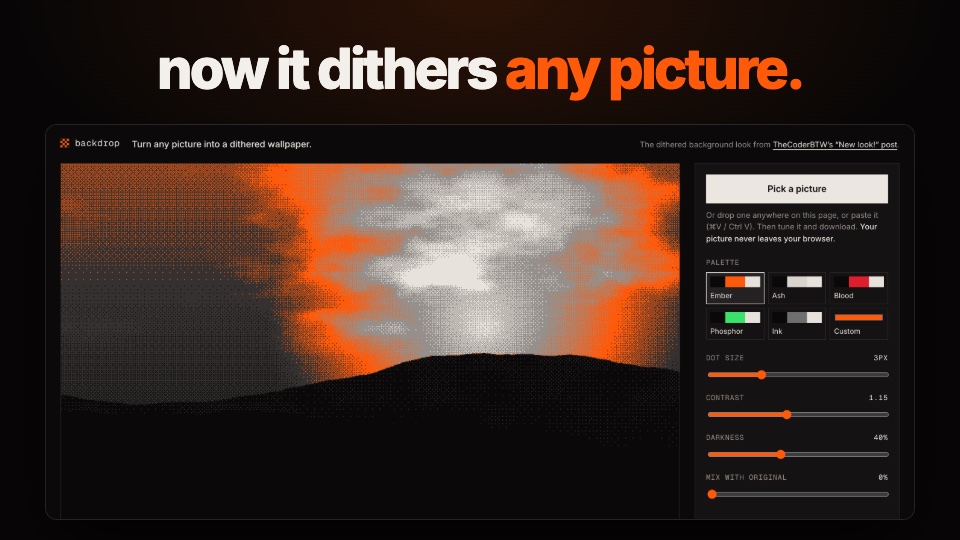 now it dithers any picture.
backdrop Turn any picture into a dithered wallpaper.
The dithered background look from TheCoderBTW's "New look!" post.
Pick a picture
Or drop one anywhere on this page, or paste it
(⌘V / Ctrl V). Then tune it and download. Your
picture never leaves your browser.
PALETTE
Ember Ash Blood
Phosphor Ink Custom
DOT SIZE 3PX
CONTRAST 1.15
DARKNESS 40%
MIX WITH ORIGINAL 0%